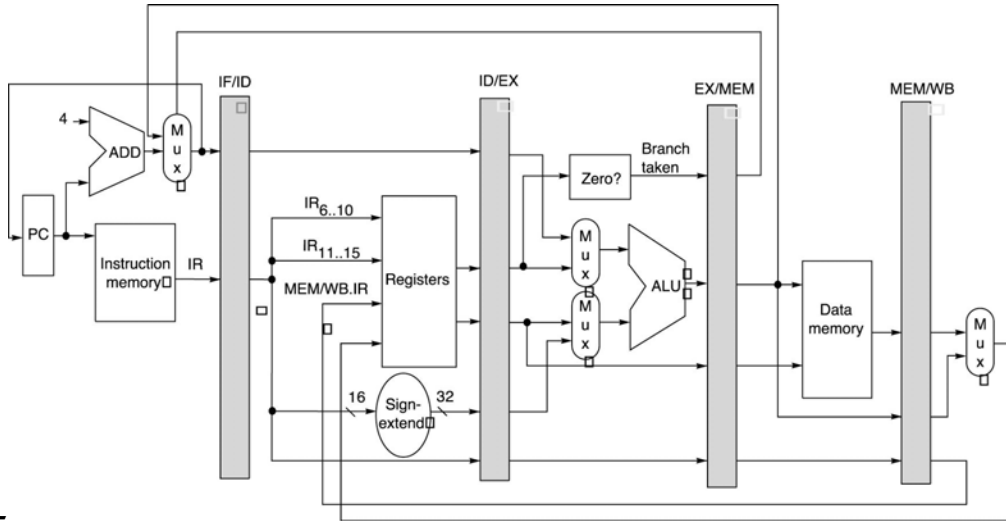 IF/ID
ID/EX
EX/MEM
MEM/WB
4
ADD
M
u
x
Branch
taken
Zero?
PC
Instruction
memory
IR
IR6..10
IR11..15
MEM/WB.IR
Registers
M
u
x
M
u
x
ALU
Data
memory
M
u
x
16
Sign-
extend
32